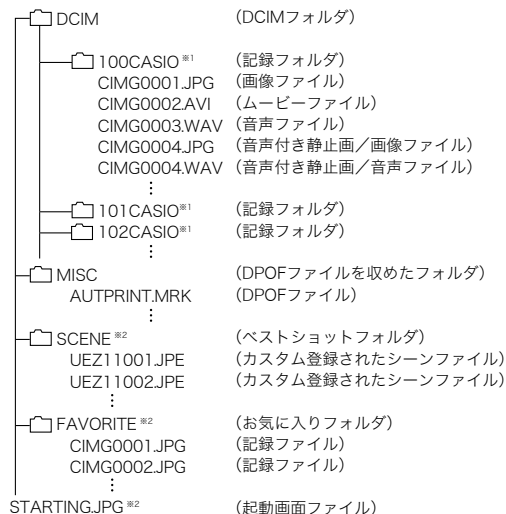 DCIM (DCIMフォルダ)
100CASIO※1 (記録フォルダ)
CIMG0001.JPG (画像ファイル)
CIMG0002.AVI (ムービーファイル)
CIMG0003.WAV (音声ファイル)
CIMG0004.JPG (音声付き静止画/画像ファイル)
CIMG0004.WAV (音声付き静止画/音声ファイル)
101CASIO※1 (記録フォルダ)
102CASIO※1 (記録フォルダ)
MISC (DPOFファイルを収めたフォルダ)
AUTPRINT.MRK (DPOFファイル)
SCENE※2 (ベストショットフォルダ)
UEZ11001.JPE (カスタム登録されたシーンファイル)
UEZ11002.JPE (カスタム登録されたシーンファイル)
FAVORITE※2 (お気に入りフォルダ)
CIMG0001.JPG (記録ファイル)
CIMG0002.JPG (記録ファイル)
STARTING.JPG※2 (起動画面ファイル)